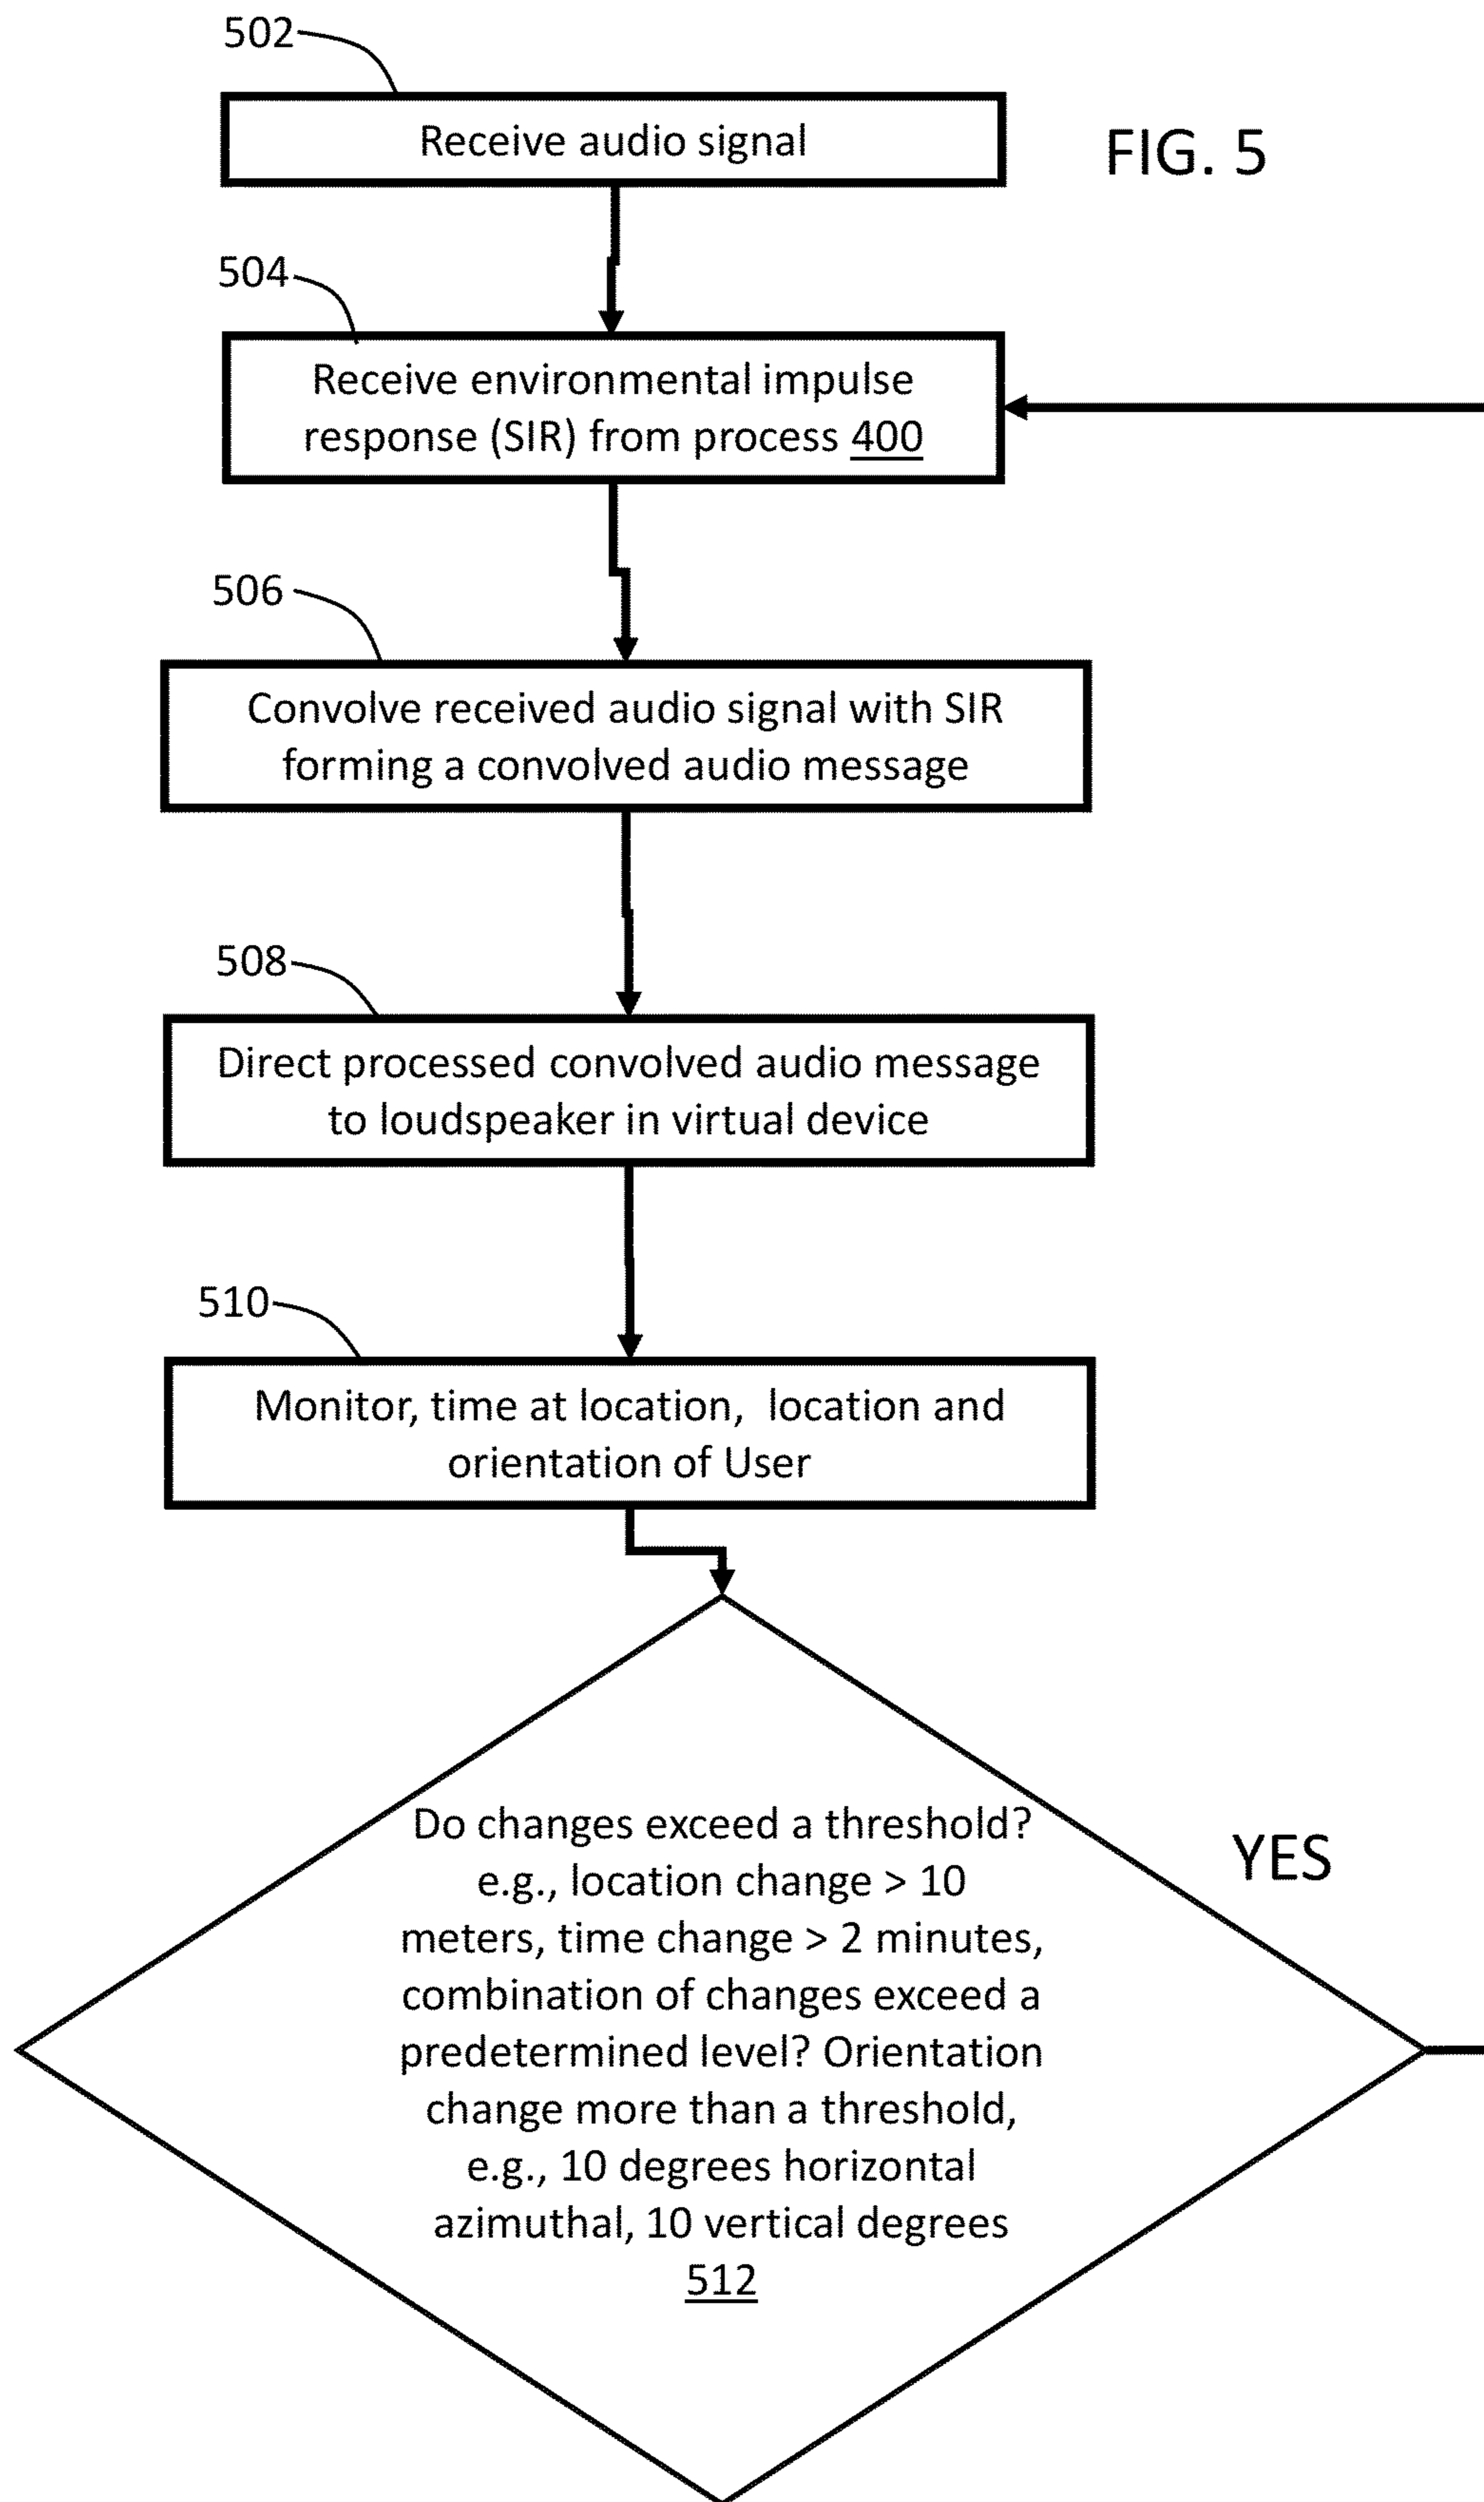 502
Receive audio signal
FIG. 5
504
Receive environmental impulse
response (SIR) from process 400
506
Convolve received audio signal with SIR
forming a convolved audio message
508
Direct processed convolved audio message
to loudspeaker in virtual device
510
Monitor, time at location,  location and
orientation of User
Do changes exceed a threshold?
e.g., location change > 10
meters, time change > 2 minutes,
combination of changes exceed a
predetermined level? Orientation
change more than a threshold,
e.g., 10 degrees horizontal
azimuthal, 10 vertical degrees
512
YES